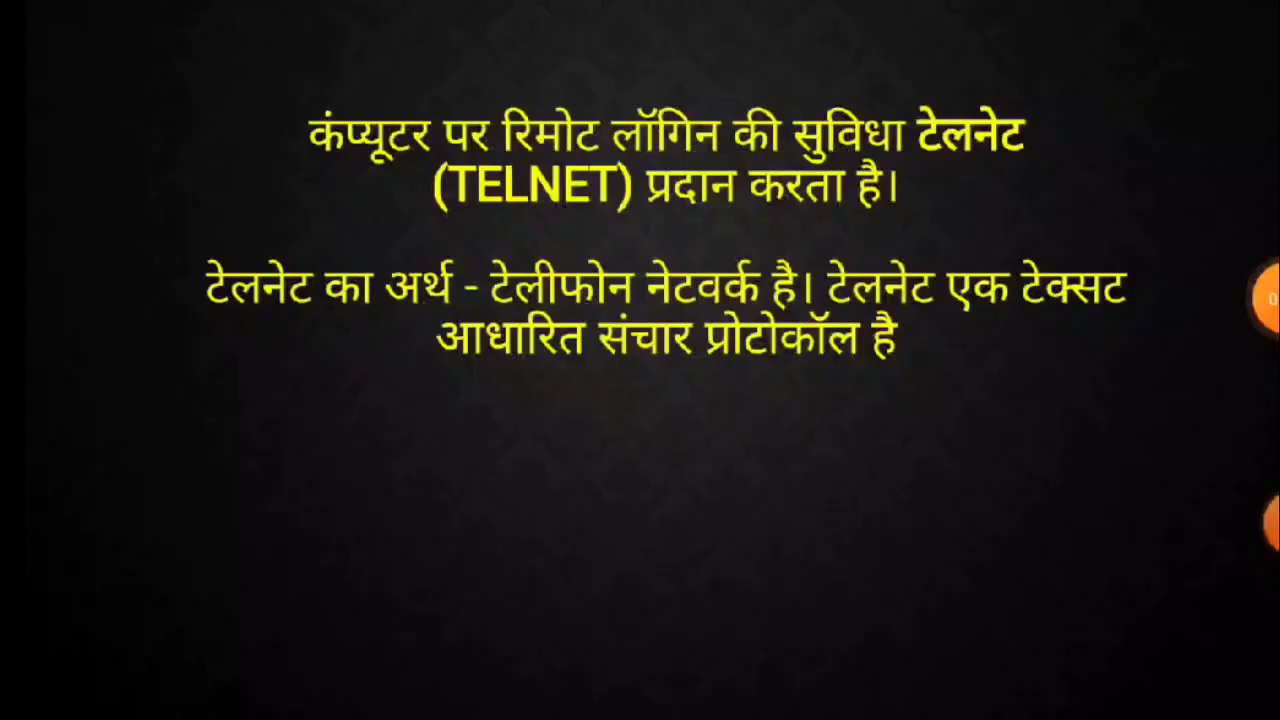 कंप्यूटर पर रिमोट लॉगिन की सुविधा टेलनेट
(TELNET) प्रदान करता है।
टेलनेट का अर्थ - टेलीफोन नेटवर्क है। टेलनेट एक टेक्सट
आधारित संचार प्रोटोकॉल है